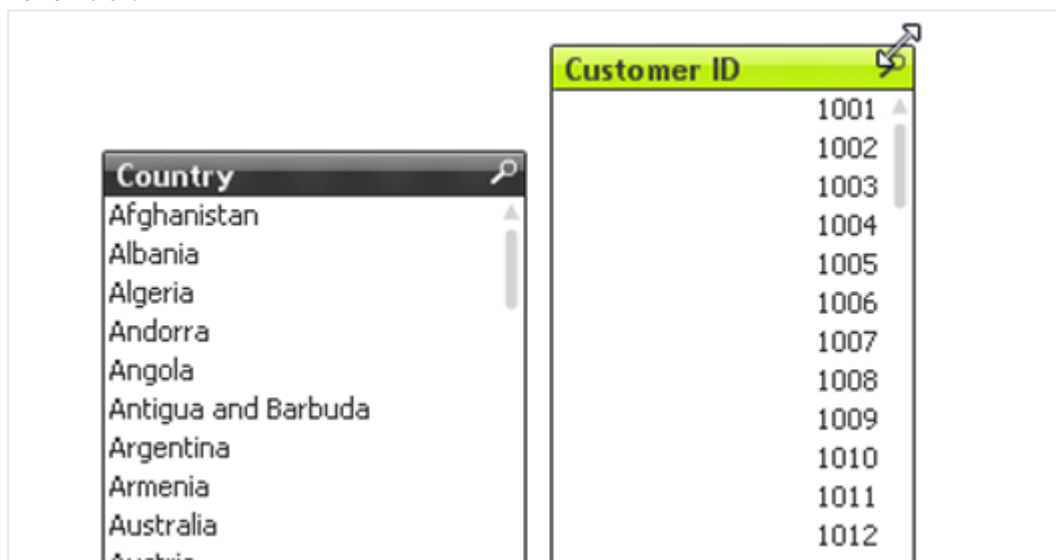 Country
Afghanistan
Albania
Algeria
Andorra
Angola
Antigua and Barbuda
Argentina
Armenia
Australia
Austria
Customer ID
1001
1002
1003
1004
1005
1006
1007
1008
1009
1010
1011
1012